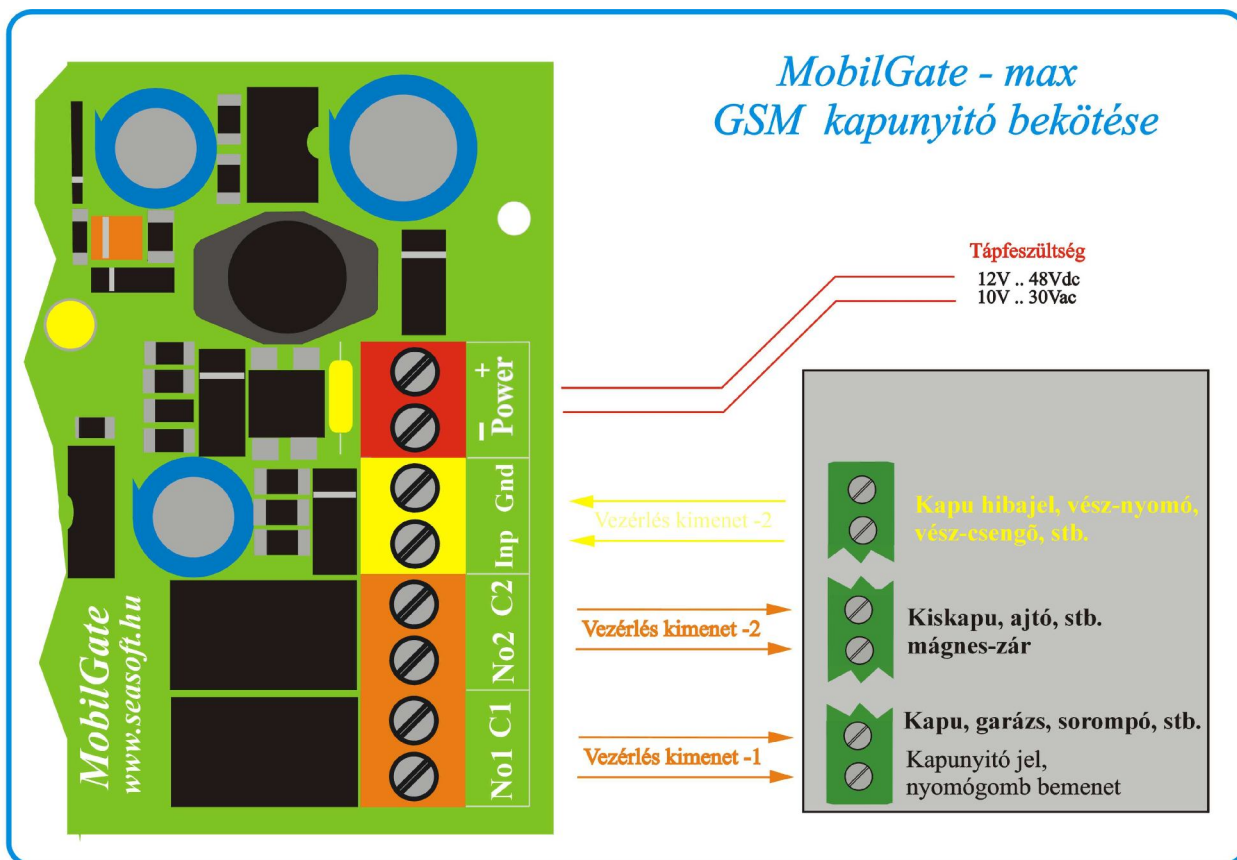 MobilGate - max
GSM kapunyitó bekötése
Tápfeszültség
12V .. 48Vdc
10V .. 30Vac
+
- Power
Inp Gnd
No2 C2
No1 C1
MobilGate
www.seasoft.hu
Vezérlés kimenet -2
Vezérlés kimenet -2
Vezérlés kimenet -1
Kapu hibajel, vész-nyomó,
vész-csengõ, stb.
Kiskapu, ajtó, stb.
mágnes-zár
Kapu, garázs, sorompó, stb.
Kapunyitó jel,
nyomógomb bemenet